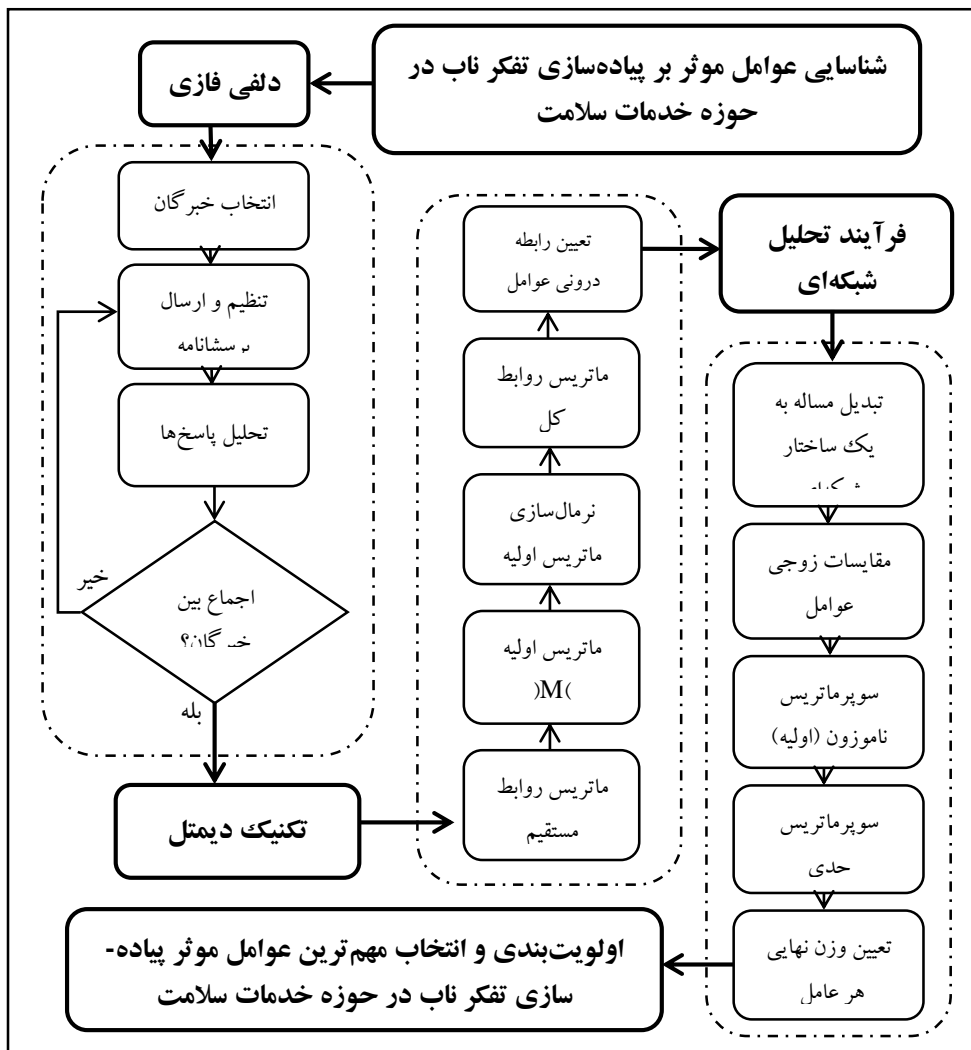 شناسایی عوامل موثر بر پیاده‌سازی تفکر ناب در
حوزه خدمات سلامت
دلفی فازی
انتخاب خبرگان
تنظیم و ارسال
پرسشنامه
تحلیل پاسخ‌ها
اجماع بین
خبرگان؟
خیر
بله
تکنیک دیمتل
ماتریس روابط
مستقیم
ماتریس اولیه
)M(
نرمال‌سازی
ماتریس اولیه
ماتریس روابط
کل
تعیین رابطه
درونی عوامل
فرآیند تحلیل
شبکه‌ای
تبدیل مساله به
یک ساختار
شبکه‌ای
مقایسات زوجی
عوامل
سوپرماتریس
ناموزون (اولیه)
سوپرماتریس
حدی
تعیین وزن نهایی
هر عامل
اولویت‌بندی و انتخاب مهم‌ترین عوامل موثر پیاده-
سازی تفکر ناب در حوزه خدمات سلامت